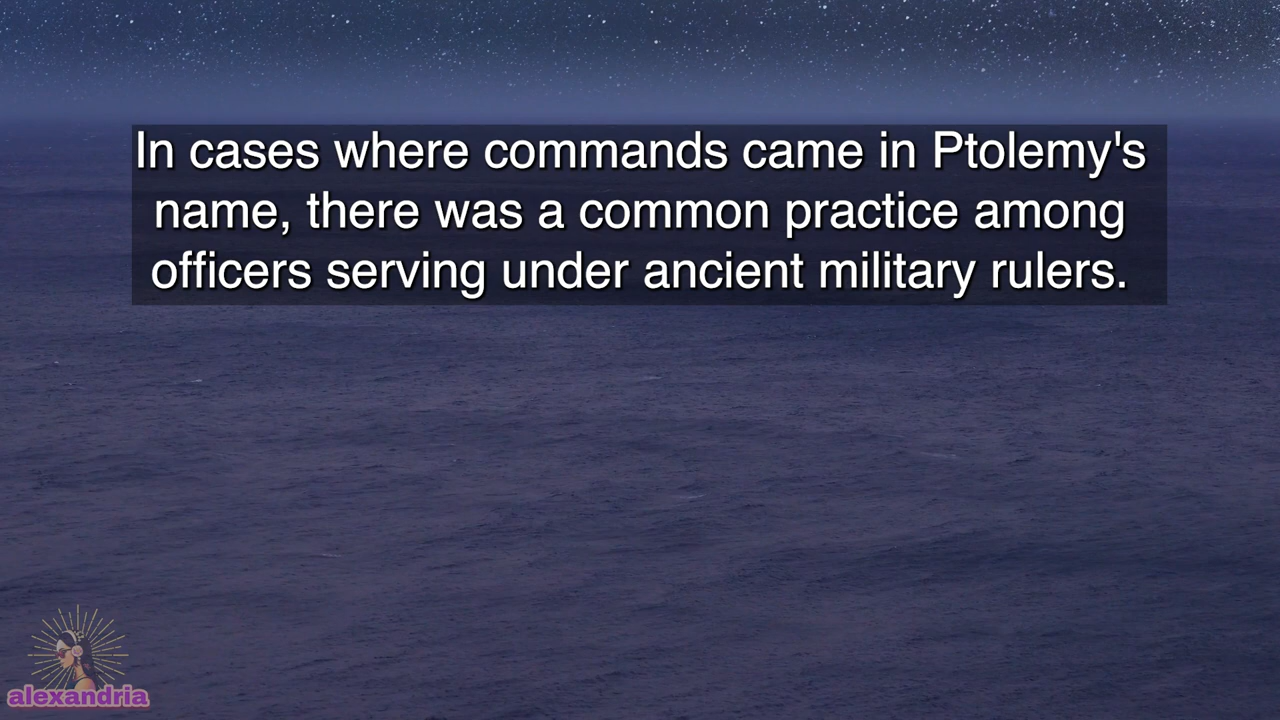 In cases where commands came in Ptolemy's
name, there was a common practice among
officers serving under ancient military rulers.
alexandria